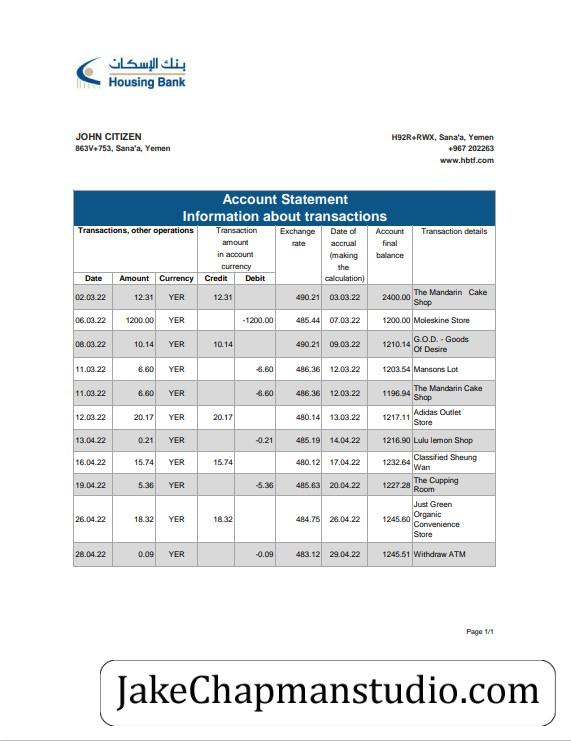 بنك الإسكان
Housing Bank
JOHN CITIZEN
863V+753, Sana'a, Yemen
H92R+RWX, Sana'a, Yemen
+967 202263
www.hbtf.com
Account Statement
Information about transactions
Transactions, other operations
Transaction
amount
in account
currency
Exchange
rate
Date of
accrual
(making
the
calculation)
Account
final
balance
Transaction details
Date Amount Currency Credit Debit
02.03.22 12.31 YER 12.31 490.21 03.03.22 2400.00 The Mandarin Cake
Shop
06.03.22 1200.00 YER -1200.00 485.44 07.03.22 1200.00 Moleskine Store
08.03.22 10.14 YER 10.14 490.21 09.03.22 1210.14 G.O.D. - Goods
Of Desire
11.03.22 6.60 YER -6.60 486.36 12.03.22 1203.54 Mansons Lot
11.03.22 6.60 YER -6.60 486.36 12.03.22 1196.94 The Mandarin Cake
Shop
12.03.22 20.17 YER 20.17 480.14 13.03.22 1217.11 Adidas Outlet
Store
13.04.22 0.21 YER -0.21 485.19 14.04.22 1216.90 Lulu lemon Shop
16.04.22 15.74 YER 15.74 480.12 17.04.22 1232.64 Classified Sheung
Wan
19.04.22 5.36 YER -5.36 485.63 20.04.22 1227.28 The Cupping
Room
26.04.22 18.32 YER 18.32 484.75 26.04.22 1245.60 Just Green
Organic
Convenience
Store
28.04.22 0.09 YER -0.09 483.12 29.04.22 1245.51 Withdraw ATM
Page 1/1
JakeChapmanstudio.com